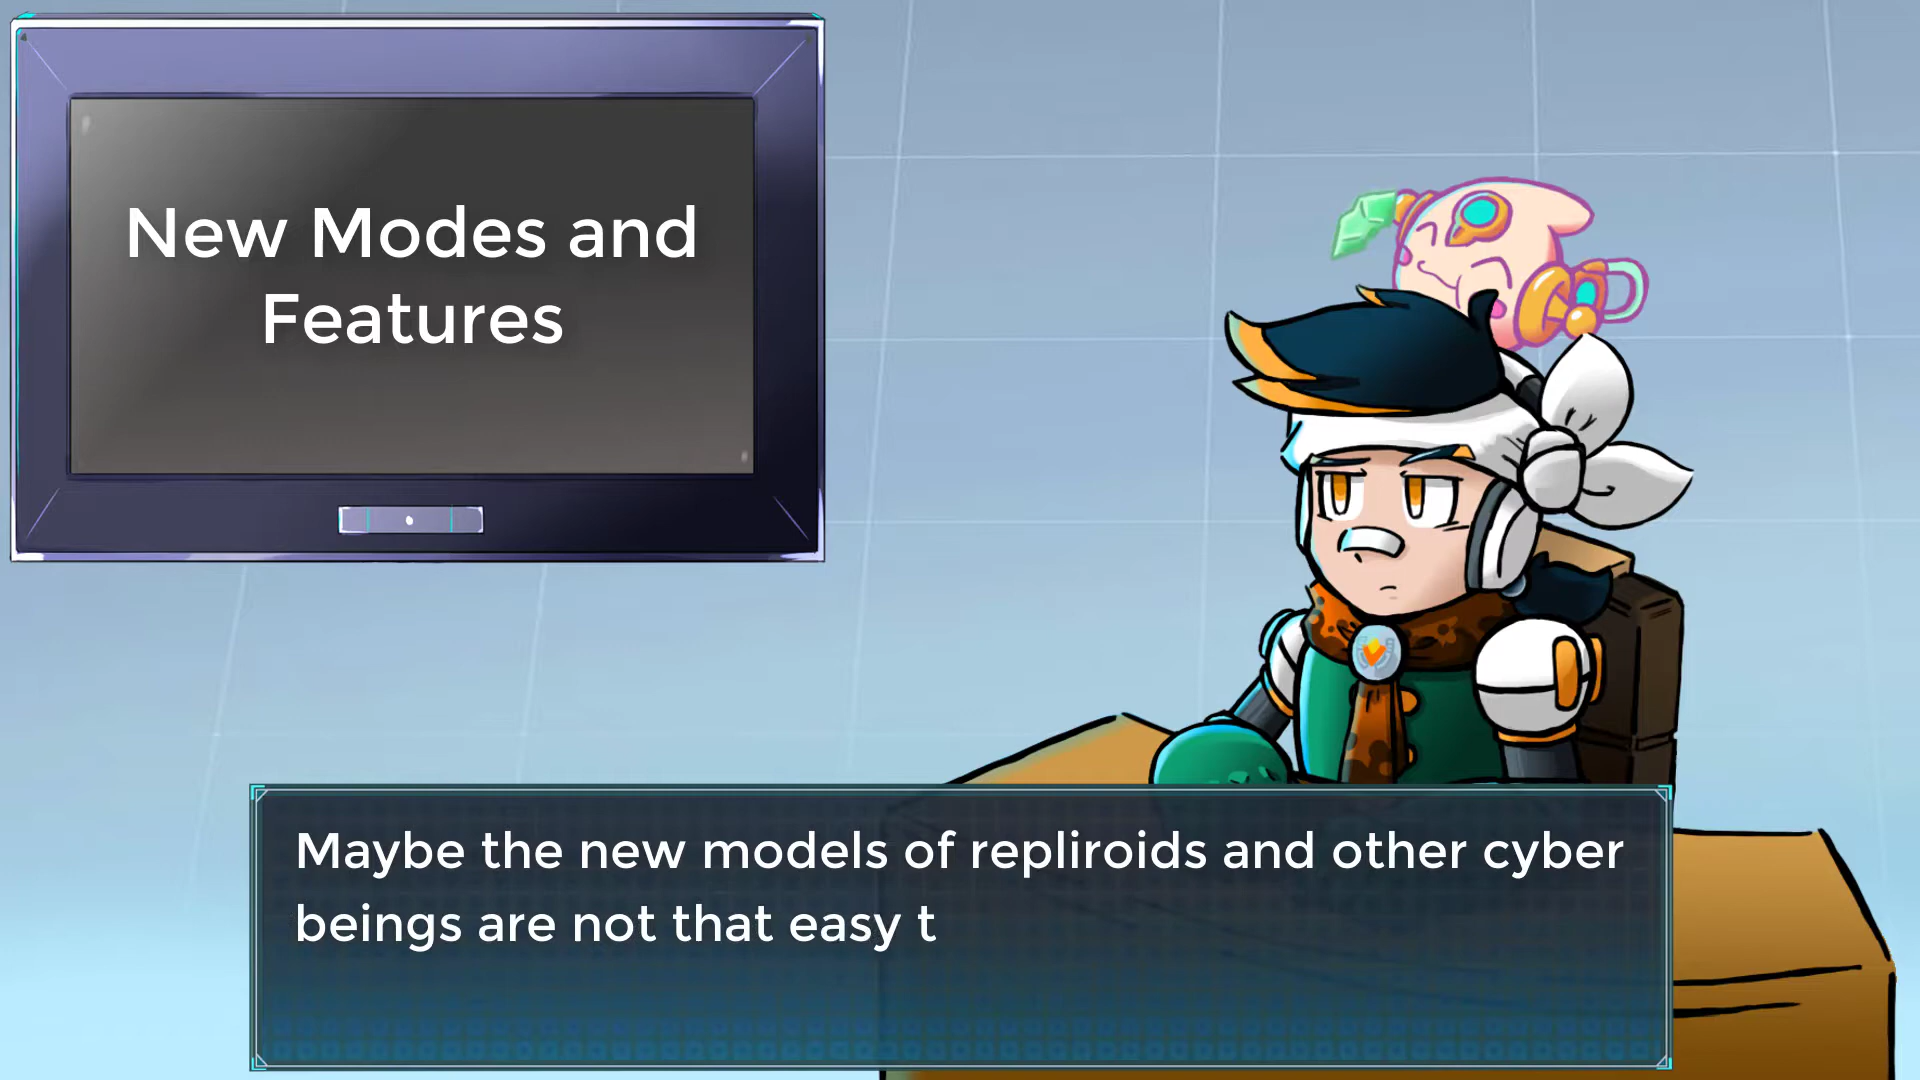 New Modes and
Features
Maybe the new models of repliroids and other cyber
beings are not that easy t